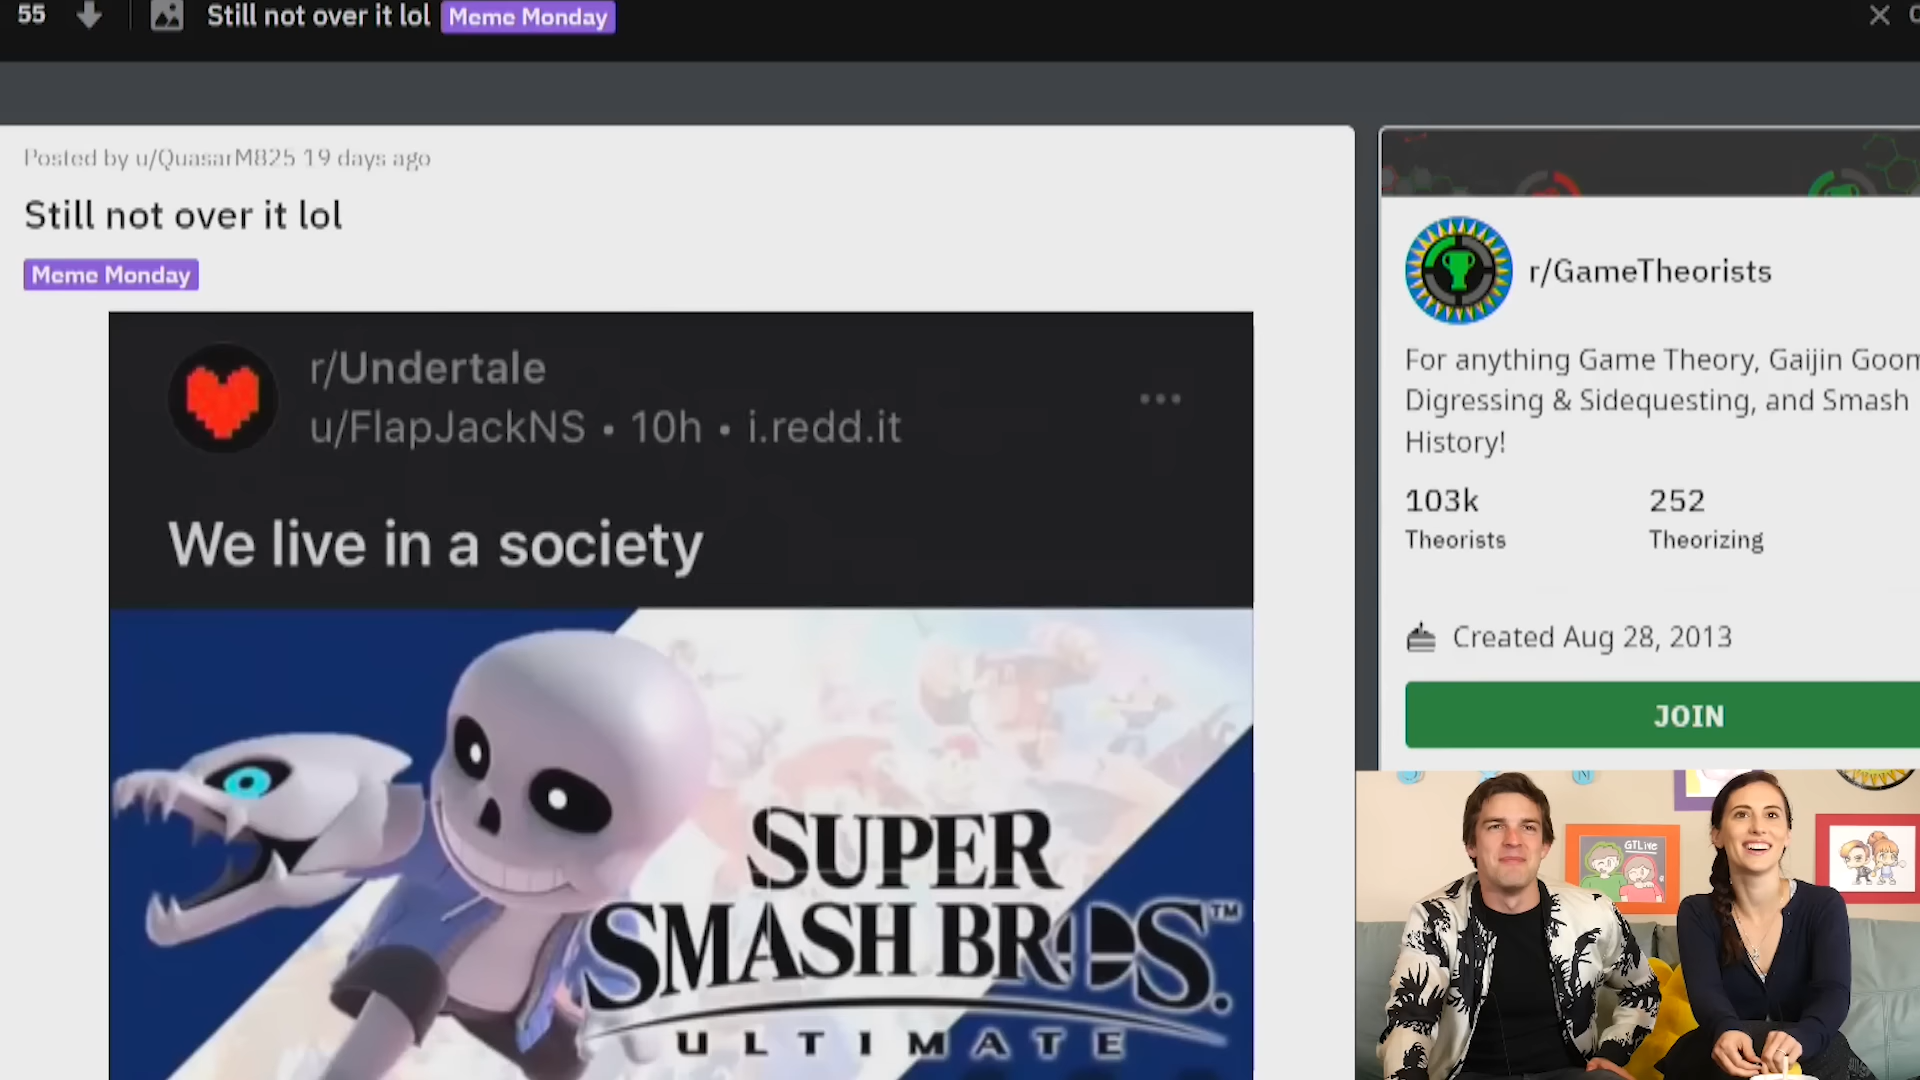 55
Still not over it lol
Meme Monday
Posted by u/QuasarM825 19 days ago
Still not over it lol
Meme Monday
r/Undertale
u/FlapJackNS • 10h • i.redd.it
We live in a society
SUPER
SMASH BROS.™
ULTIMATE
r/GameTheorists
For anything Game Theory, Gaijin Goom
Digressing & Sidequesting, and Smash
History!
103k
252
Theorists
Theorizing
Created Aug 28, 2013
JOIN
GTLive